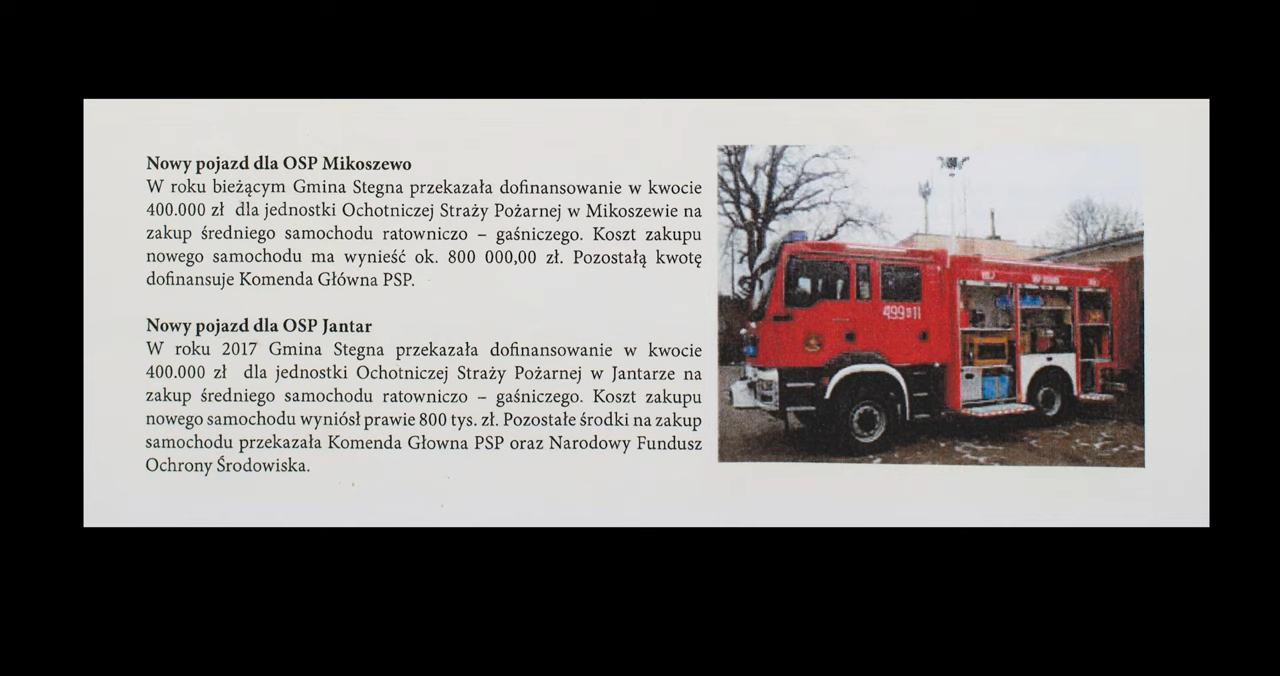 Nowy pojazd dla OSP Mikoszewo
W roku bieżącym Gmina Stegna przekazała dofinansowanie w kwocie
400.000 zł dla jednostki Ochotniczej Straży Pożarnej w Mikoszewie na
zakup średniego samochodu ratowniczo – gaśniczego. Koszt zakupu
nowego samochodu ma wynieść ok. 800 000,00 zł. Pozostałą kwotę
dofinansuje Komenda Główna PSP.
Nowy pojazd dla OSP Jantar
W roku 2017 Gmina Stegna przekazała dofinansowanie w kwocie
400.000 zł dla jednostki Ochotniczej Straży Pożarnej w Jantarze na
zakup średniego samochodu ratowniczo – gaśniczego. Koszt zakupu
nowego samochodu wyniósł prawie 800 tys. zł. Pozostałe środki na zakup
samochodu przekazała Komenda Głowna PSP oraz Narodowy Fundusz
Ochrony Środowiska.
499 11